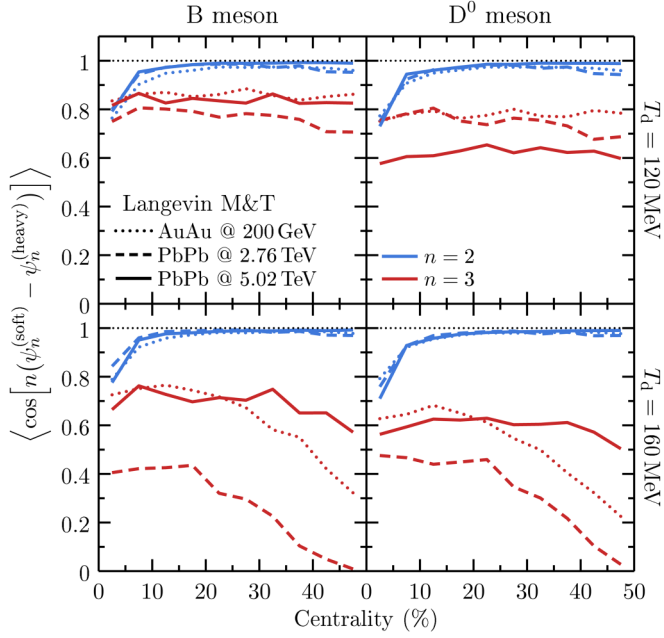 B meson D⁰ meson
1
0.8
0.6
0.4
0.2
0
Langevin M&T
AuAu @ 200 GeV
PbPb @ 2.76 TeV
PbPb @ 5.02 TeV
n = 2
n = 3
T_d = 120 MeV
⟨cos[n(ψ_n^(soft) − ψ_n^(heavy))]⟩
1
0.8
0.6
0.4
0.2
0
T_d = 160 MeV
0 10 20 30 40 0 10 20 30 40 50
Centrality (%) Centrality (%)